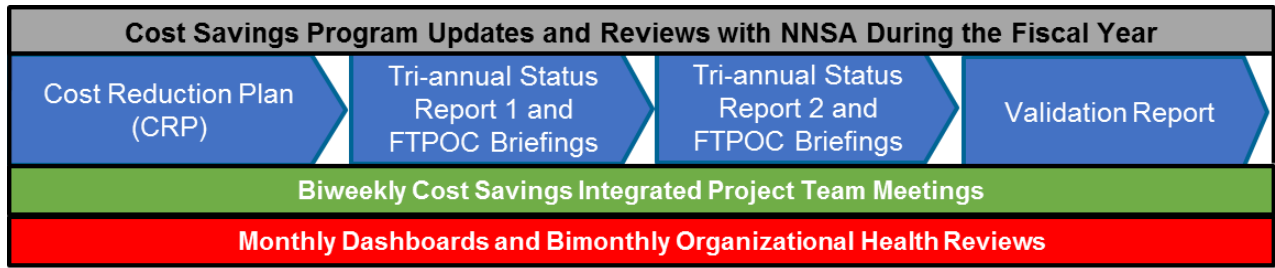 Cost Savings Program Updates and Reviews with NNSA During the Fiscal Year
Cost Reduction Plan
(CRP)
Tri-annual Status
Report 1 and
FTPOC Briefings
Tri-annual Status
Report 2 and
FTPOC Briefings
Validation Report
Biweekly Cost Savings Integrated Project Team Meetings
Monthly Dashboards and Bimonthly Organizational Health Reviews